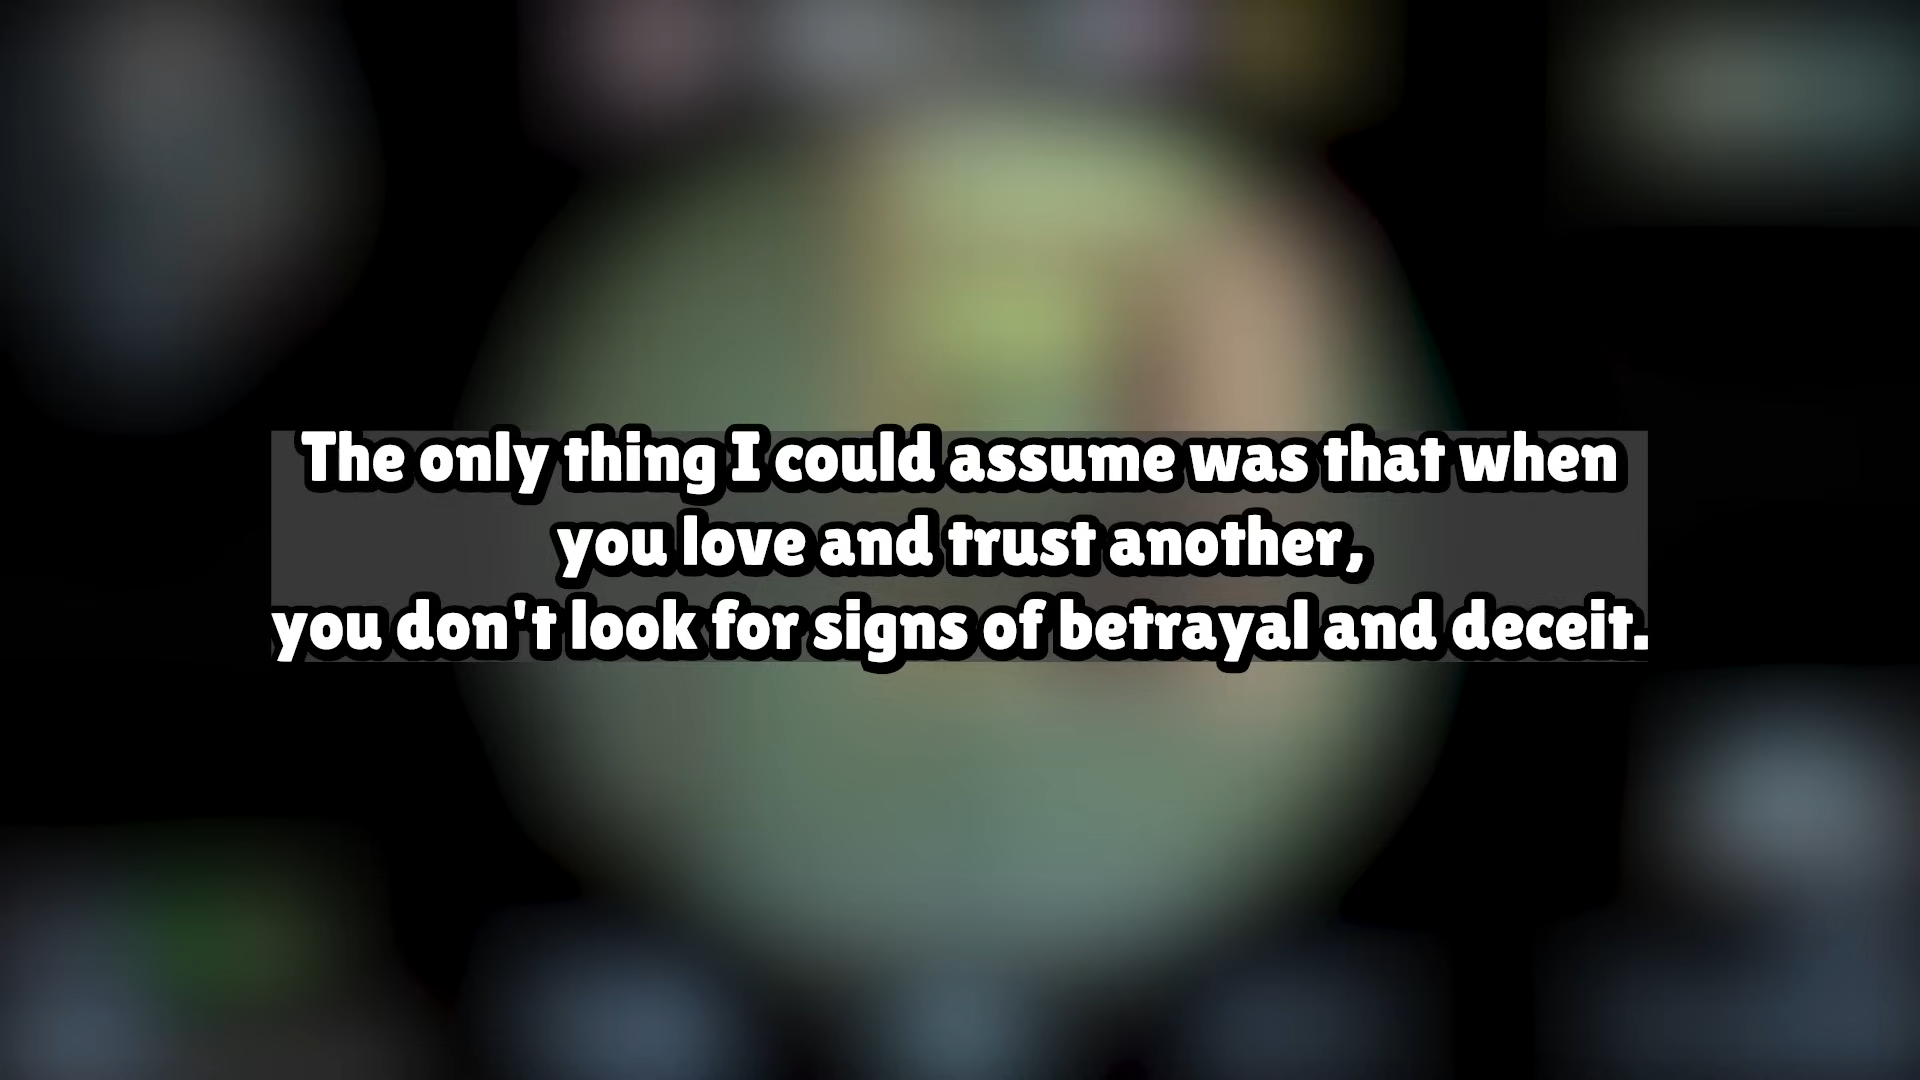 The only thing I could assume was that when
you love and trust another,
you don't look for signs of betrayal and deceit.